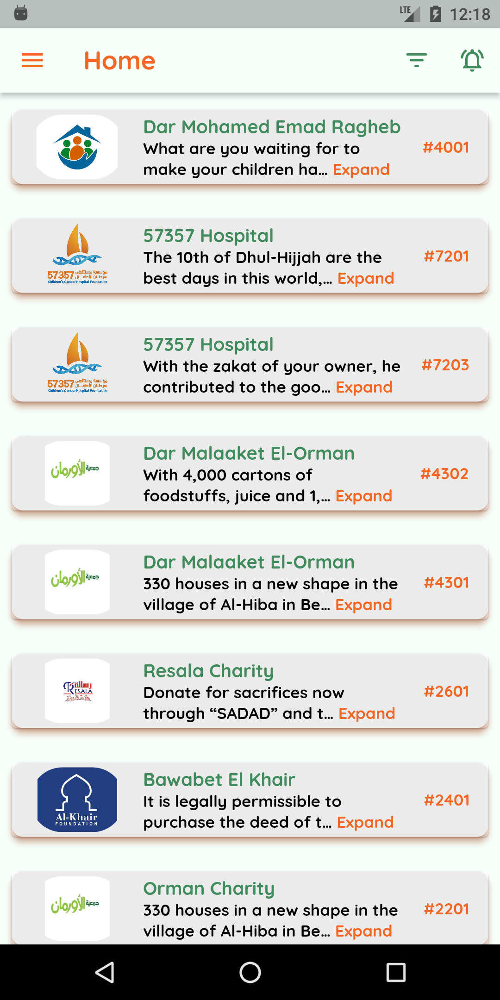 LTE 12:18
Home
Dar Mohamed Emad Ragheb
What are you waiting for to
make your children ha... Expand
#4001
57357 Hospital
The 10th of Dhul-Hijjah are the
best days in this world,... Expand
#7201
57357 مؤسسة مستشفى
سرطان الأطفال
Children's Cancer Hospital Foundation
57357 Hospital
With the zakat of your owner, he
contributed to the goo... Expand
#7203
57357 مؤسسة مستشفى
سرطان الأطفال
Children's Cancer Hospital Foundation
جمعية الأورمان
Dar Malaaket El-Orman
With 4,000 cartons of
foodstuffs, juice and 1,... Expand
#4302
جمعية الأورمان
Dar Malaaket El-Orman
330 houses in a new shape in the
village of Al-Hiba in Be... Expand
#4301
رسالة
RESALA
Resala Charity
Donate for sacrifices now
through “SADAD” and t... Expand
#2601
Al-Khair
FOUNDATION
Bawabet El Khair
It is legally permissible to
purchase the deed of t... Expand
#2401
جمعية الأورمان
Orman Charity
330 houses in a new shape in the
village of Al-Hiba in Be... Expand
#2201